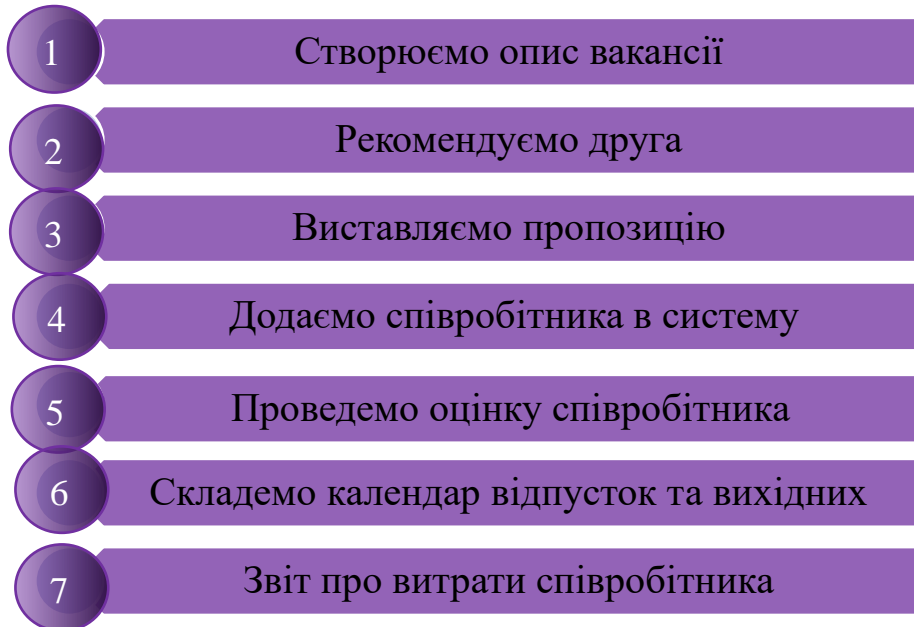 1 Створюємо опис вакансії
2 Рекомендуємо друга
3 Виставляємо пропозицію
4 Додаємо співробітника в систему
5 Проведемо оцінку співробітника
6 Складемо календар відпусток та вихідних
7 Звіт про витрати співробітника